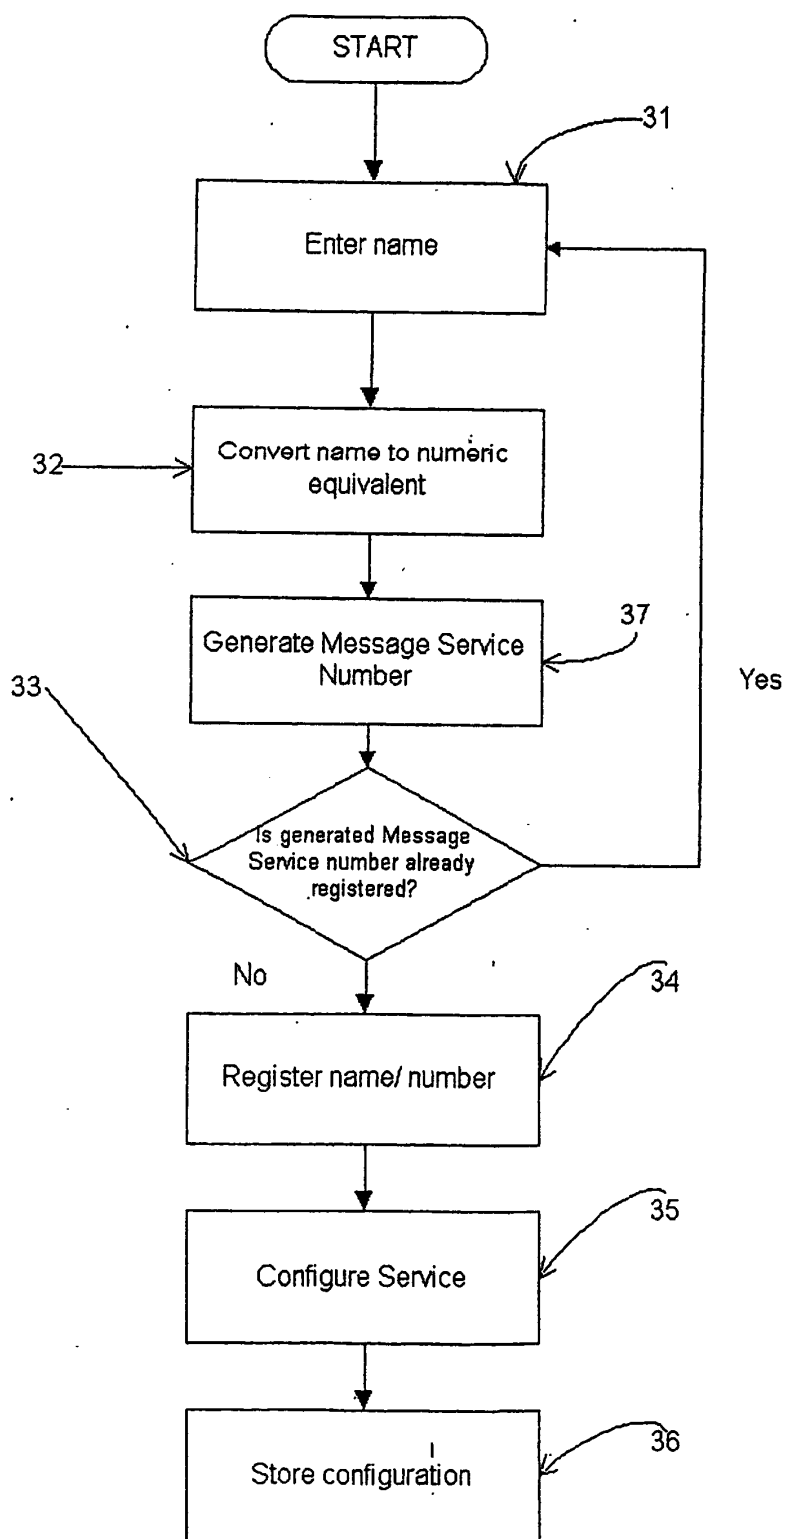 START
31
Enter name
32
Convert name to numeric
equivalent
37
Generate Message Service
Number
33
Yes
Is generated Message
Service number already
registered?
No
34
Register name/ number
35
Configure Service
36
Store configuration